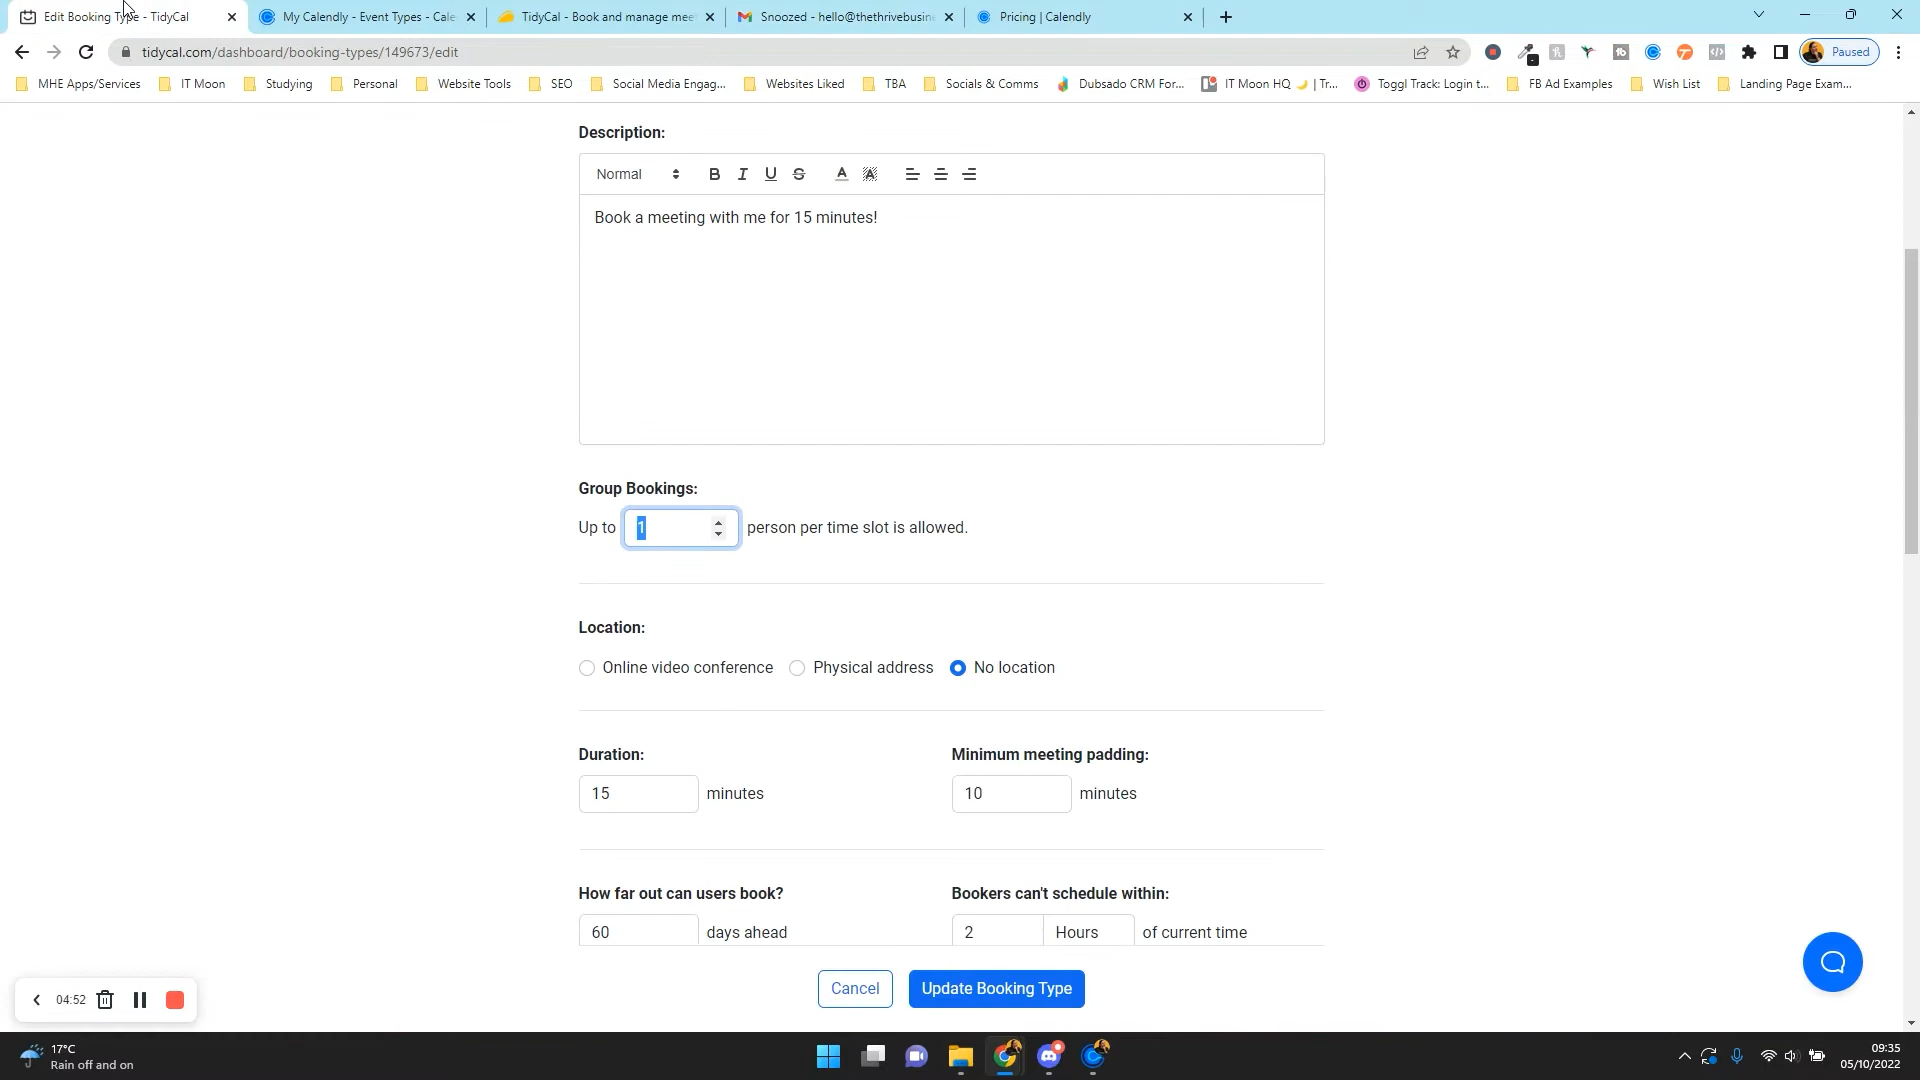 Edit Booking Type - TidyCal
My Calendly - Event Types - Cale
TidyCal - Book and manage mee
Snoozed - hello@thethrivebusin
Pricing | Calendly
tidycal.com/dashboard/booking-types/149673/edit
Paused
MHE Apps/Services
IT Moon
Studying
Personal
Website Tools
SEO
Social Media Engag...
Websites Liked
TBA
Socials & Comms
Dubsado CRM For...
IT Moon HQ 🌙 | Tr...
Toggl Track: Login t...
FB Ad Examples
Wish List
Landing Page Exam...
Description:
Normal B I U S A A
Book a meeting with me for 15 minutes!
Group Bookings:
Up to 1 person per time slot is allowed.
Location:
Online video conference Physical address No location
Duration: Minimum meeting padding:
15 minutes 10 minutes
How far out can users book? Bookers can't schedule within:
60 days ahead 2 Hours of current time
Cancel Update Booking Type
04:52
17°C
Rain off and on
09:35
05/10/2022